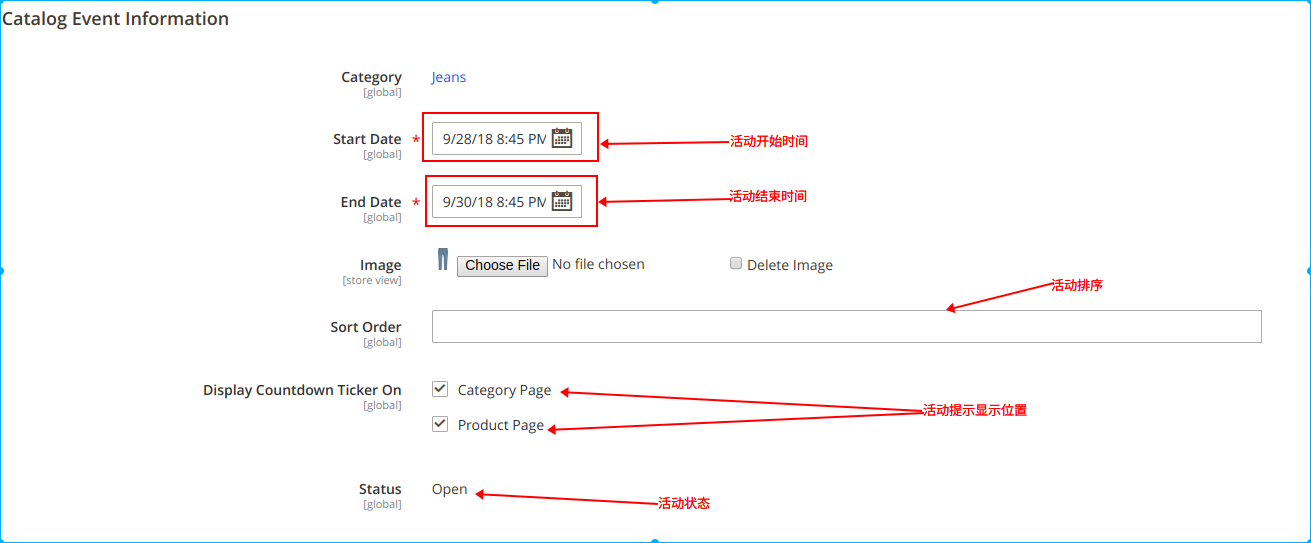 Catalog Event Information
Category
Jeans
[global]
Start Date * 9/28/18 8:45 PM
活动开始时间
[global]
End Date * 9/30/18 8:45 PM
活动结束时间
[global]
Image
Choose File No file chosen
Delete Image
[store view]
活动排序
Sort Order
[global]
Display Countdown Ticker On
Category Page
[global]
活动提示显示位置
Product Page
Status
Open
[global]
活动状态